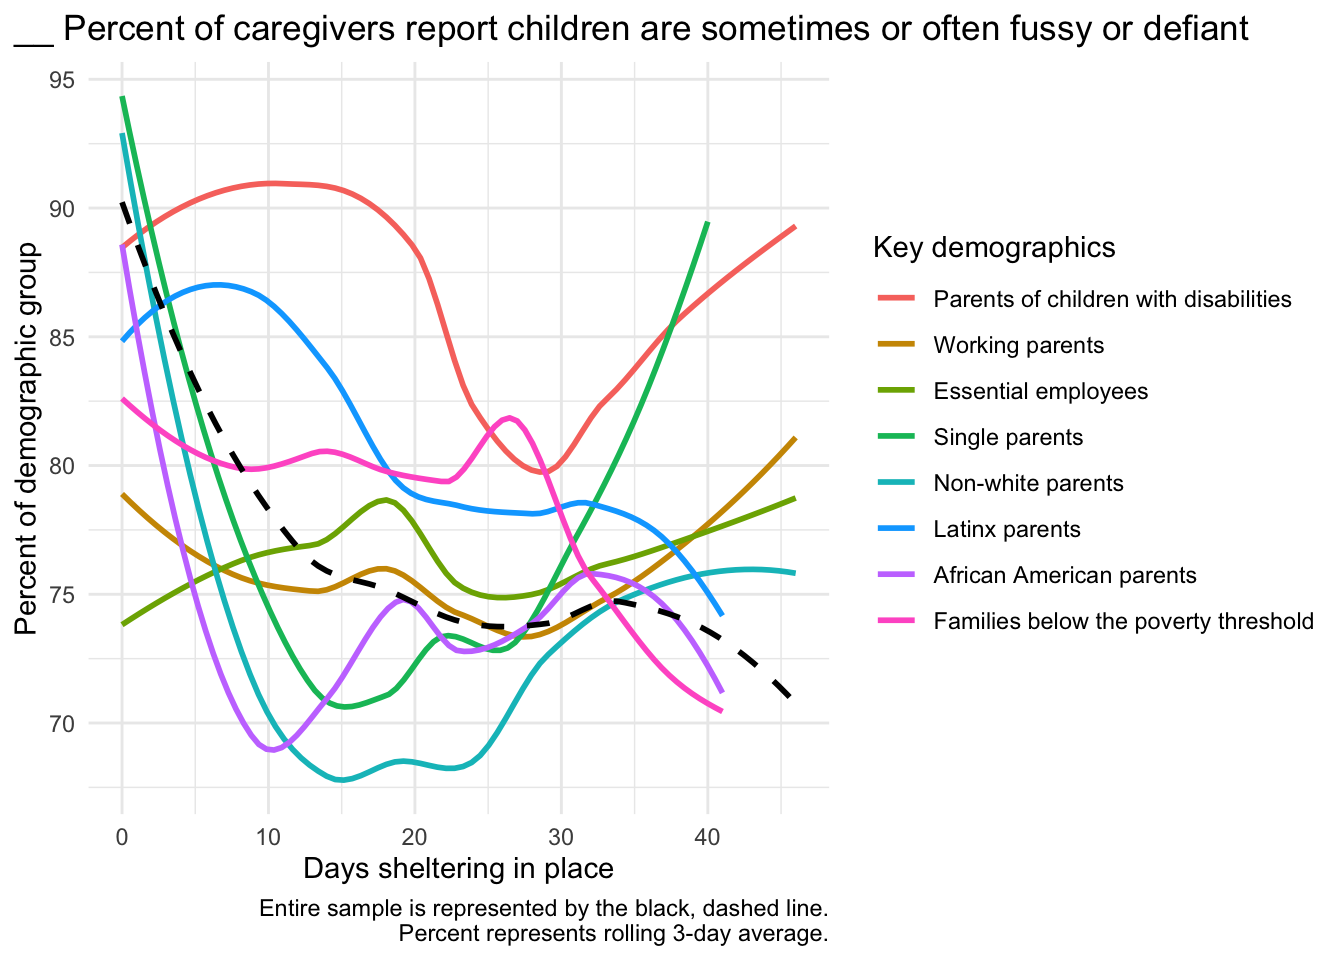 __ Percent of caregivers report children are sometimes or often fussy or defiant
95
90
85
80
75
70
Percent of demographic group
0 10 20 30 40
Days sheltering in place
Key demographics
Parents of children with disabilities
Working parents
Essential employees
Single parents
Non-white parents
Latinx parents
African American parents
Families below the poverty threshold
Entire sample is represented by the black, dashed line.
Percent represents rolling 3-day average.